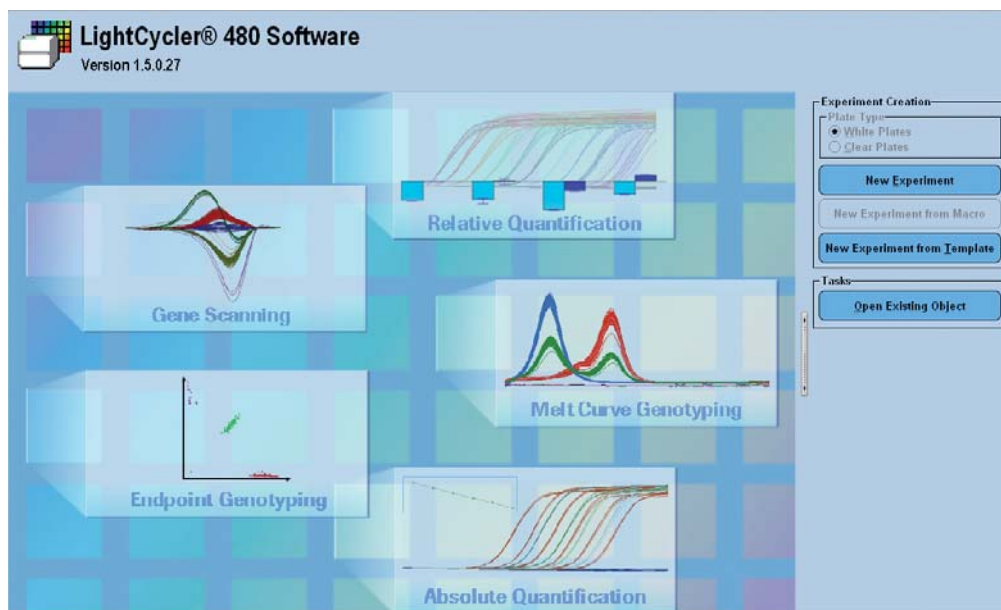 LightCycler® 480 Software
Version 1.5.0.27
Relative Quantification
Gene Scanning
Melt Curve Genotyping
Endpoint Genotyping
Absolute Quantification
Experiment Creation
Plate Type
White Plates
Clear Plates
New Experiment
New Experiment from Macro
New Experiment from Template
Tasks
Open Existing Object